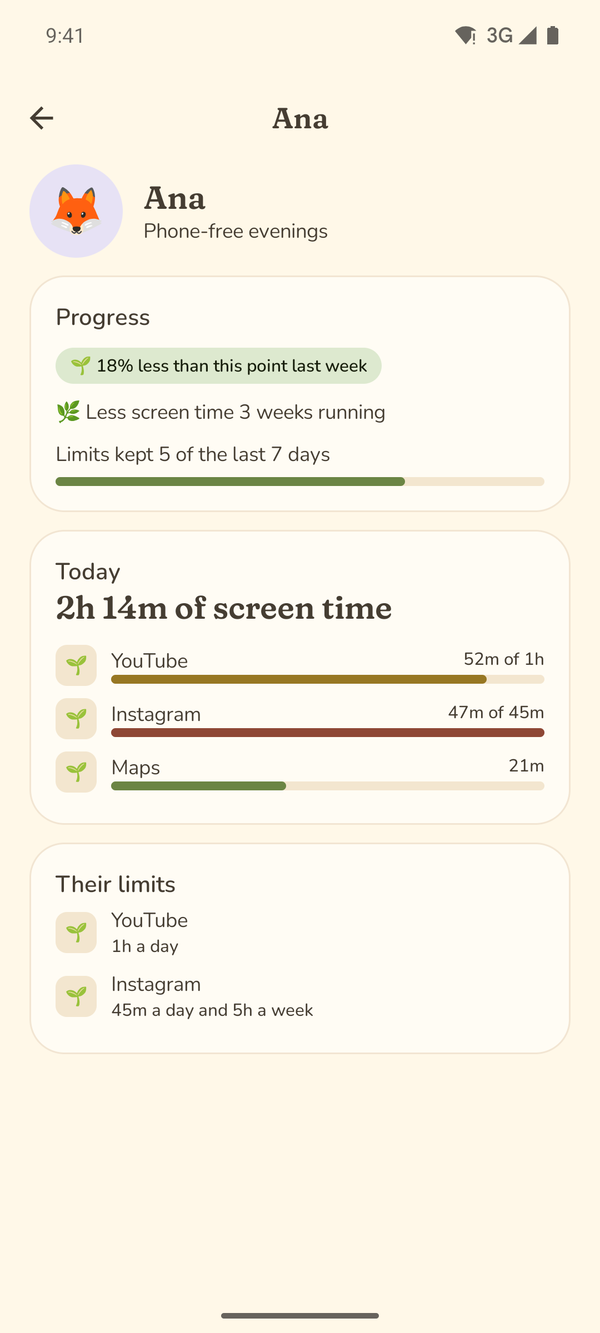 9:41
3G
Ana
Ana
Phone-free evenings
Progress
🌱 18% less than this point last week
🌿 Less screen time 3 weeks running
Limits kept 5 of the last 7 days
Today
2h 14m of screen time
YouTube 52m of 1h
Instagram 47m of 45m
Maps 21m
Their limits
YouTube
1h a day
Instagram
45m a day and 5h a week